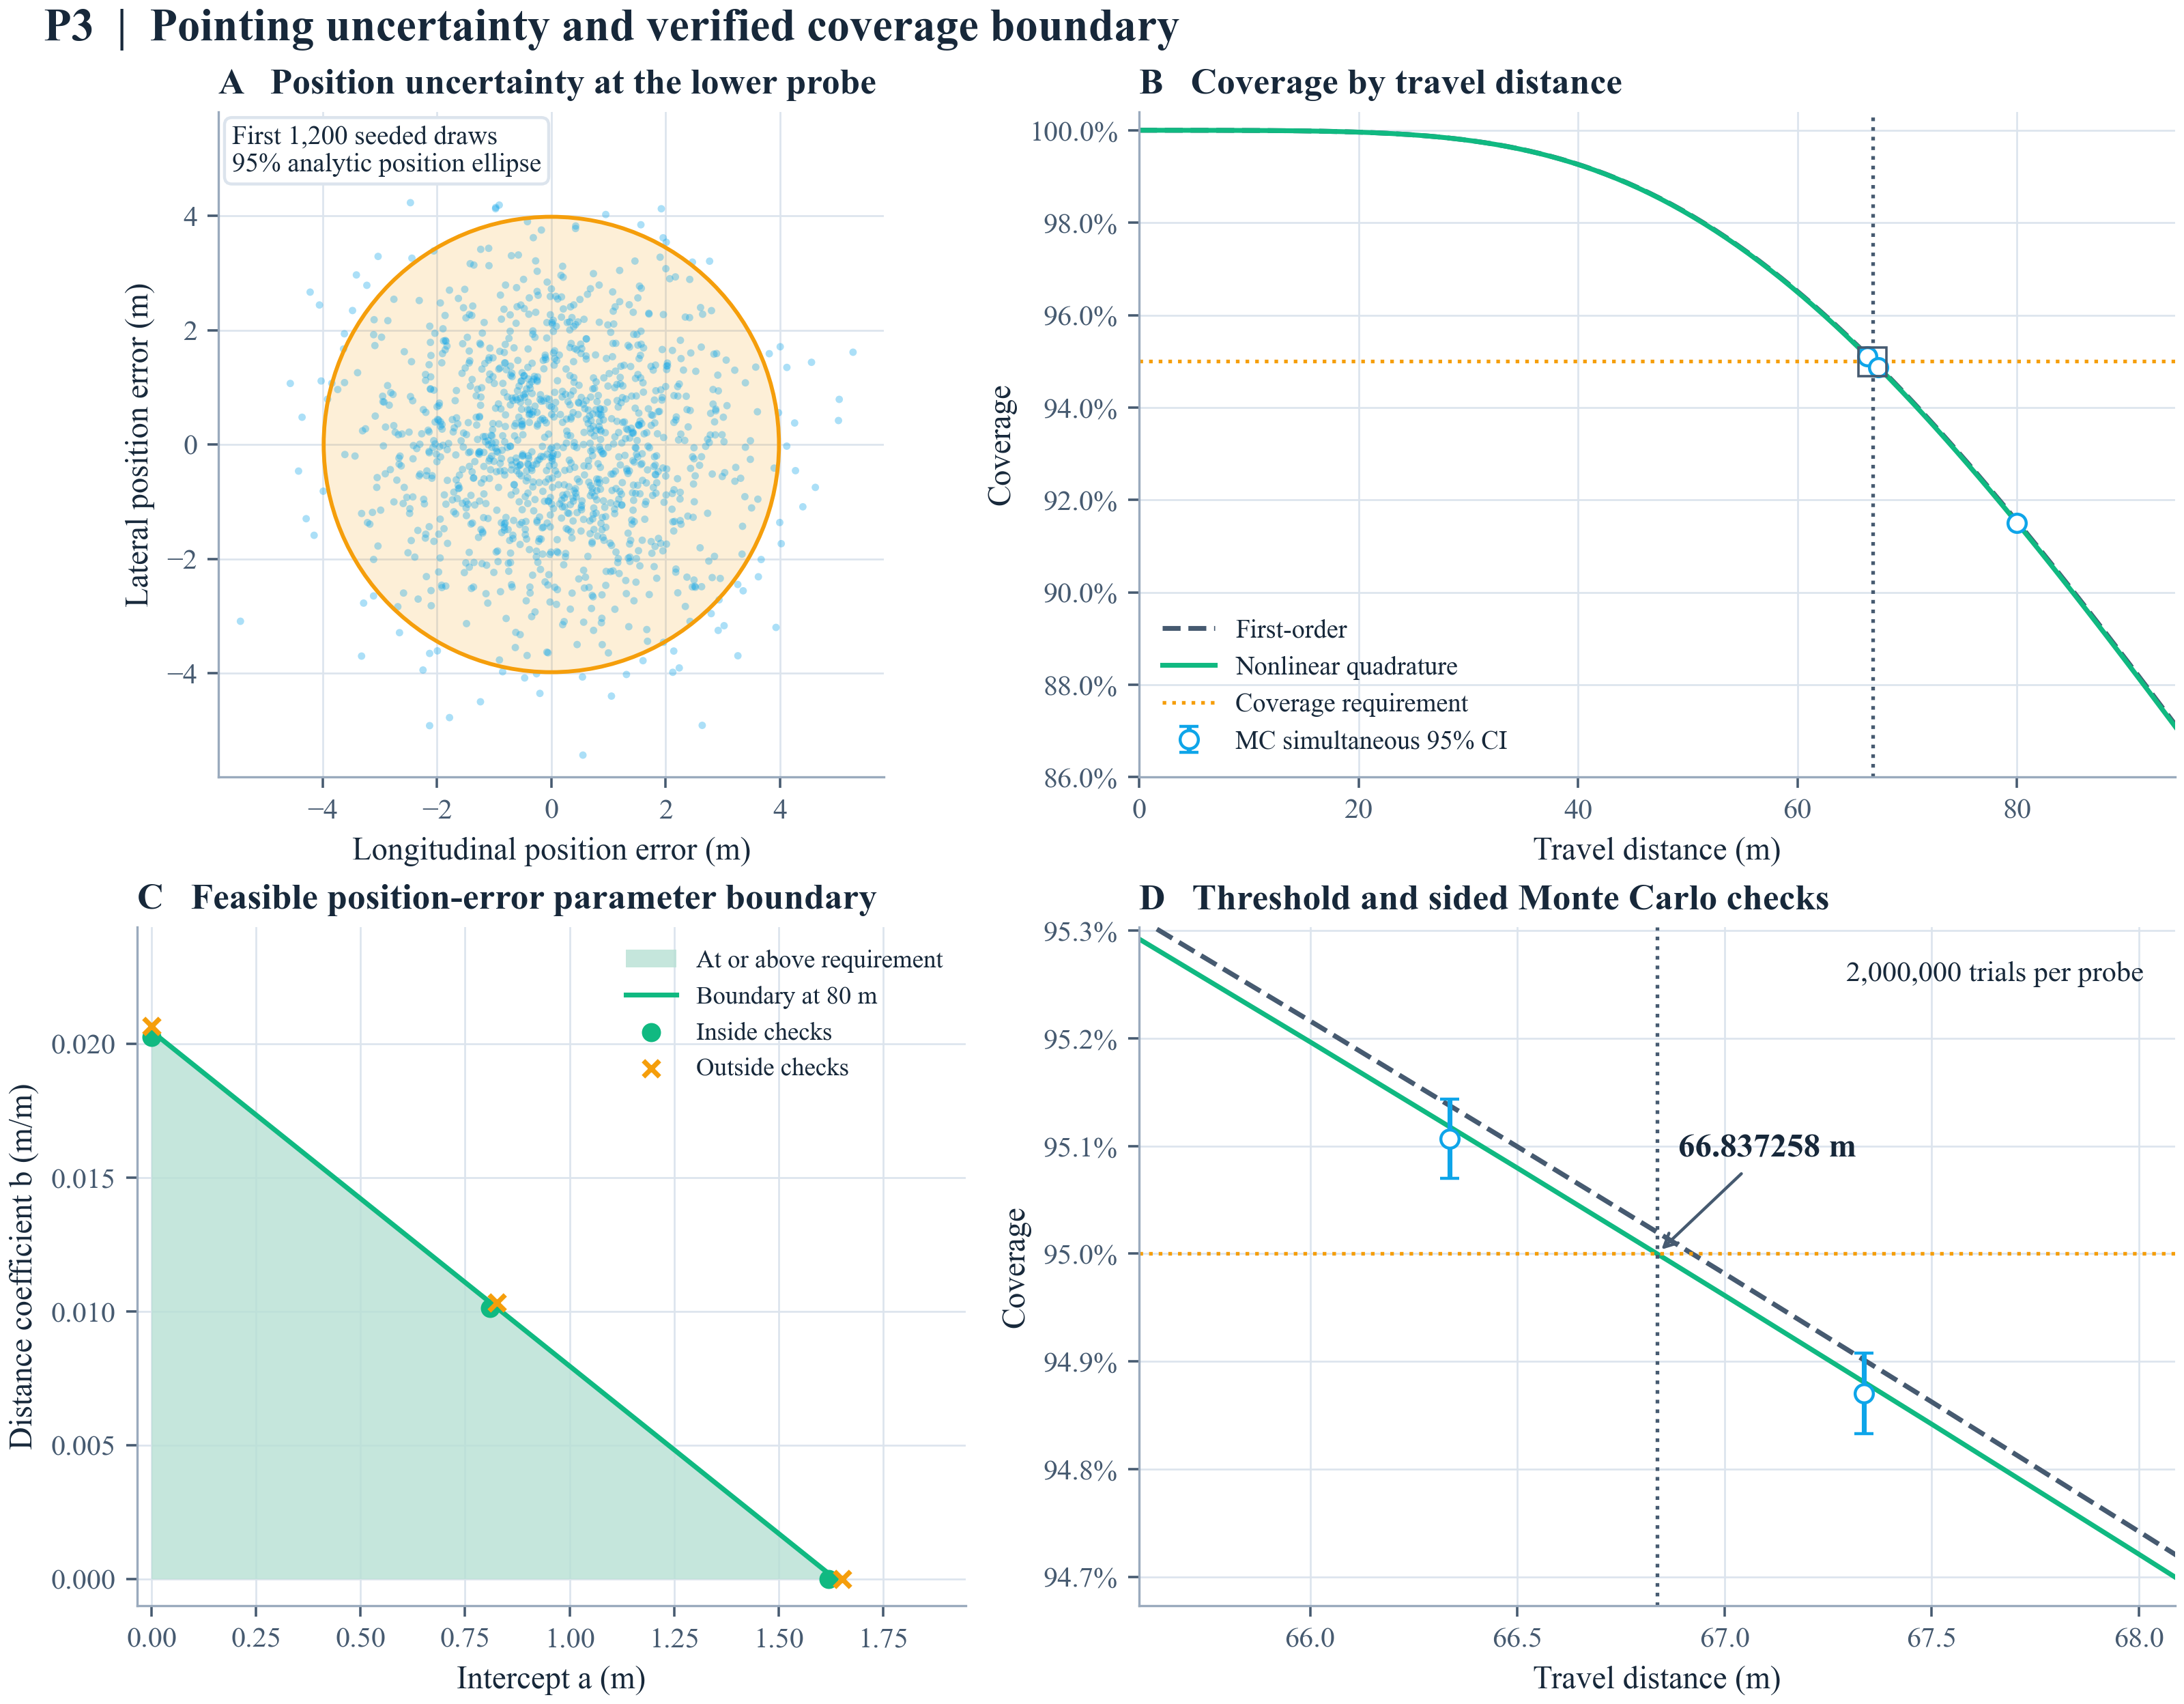 P3 | Pointing uncertainty and verified coverage boundary
A Position uncertainty at the lower probe
First 1,200 seeded draws
95% analytic position ellipse
4
2
0
−2
−4
Lateral position error (m)
−4 −2 0 2 4
Longitudinal position error (m)
B Coverage by travel distance
100.0%
98.0%
96.0%
94.0%
92.0%
90.0%
88.0%
86.0%
Coverage
First-order
Nonlinear quadrature
Coverage requirement
MC simultaneous 95% CI
0 20 40 60 80
Travel distance (m)
C Feasible position-error parameter boundary
At or above requirement
Boundary at 80 m
Inside checks
Outside checks
0.020
0.015
0.010
0.005
0.000
Distance coefficient b (m/m)
0.00 0.25 0.50 0.75 1.00 1.25 1.50 1.75
Intercept a (m)
D Threshold and sided Monte Carlo checks
95.3%
95.2%
95.1%
95.0%
94.9%
94.8%
94.7%
Coverage
2,000,000 trials per probe
66.837258 m
66.0 66.5 67.0 67.5 68.0
Travel distance (m)